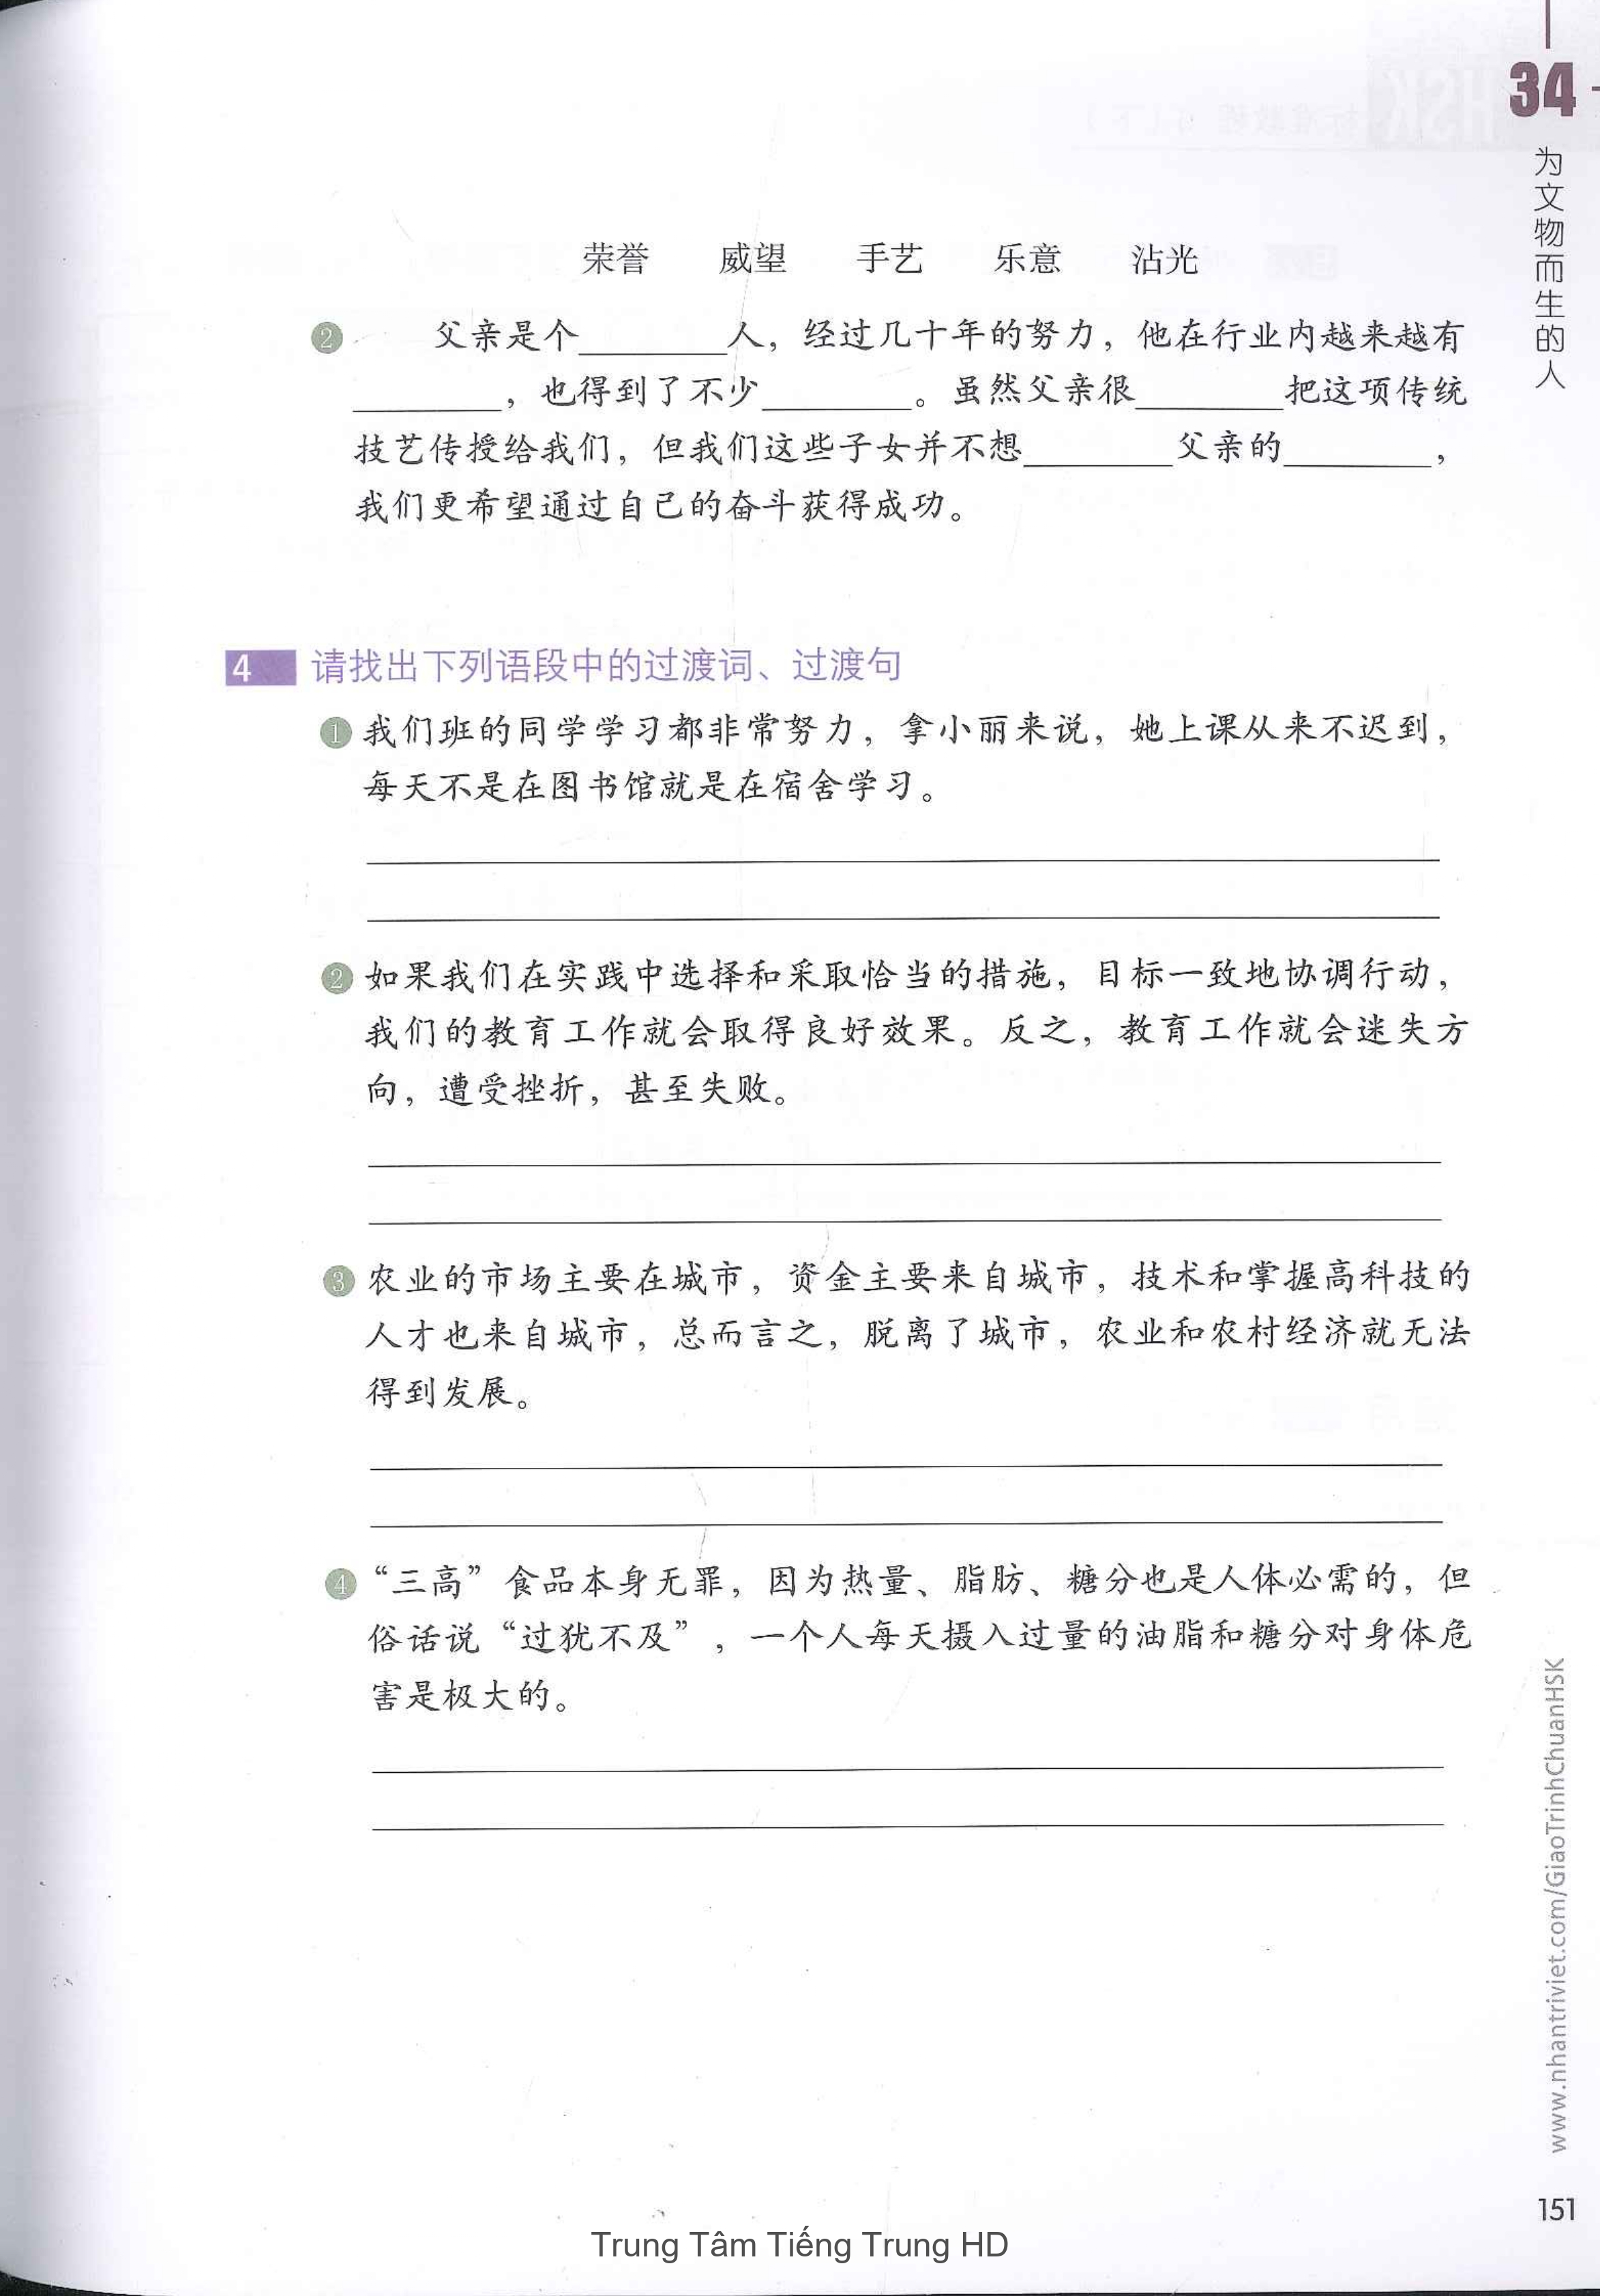 34
为文物而生的人
荣誉 威望 手艺 乐意 沾光
② 父亲是个________人，经过几十年的努力，他在行业内越来越有
________，也得到了不少________。虽然父亲很________把这项传统
技艺传授给我们，但我们这些子女并不想________父亲的________，
我们更希望通过自己的奋斗获得成功。
4 请找出下列语段中的过渡词、过渡句
① 我们班的同学学习都非常努力，拿小丽来说，她上课从来不迟到，
每天不是在图书馆就是在宿舍学习。
② 如果我们在实践中选择和采取恰当的措施，目标一致地协调行动，
我们的教育工作就会取得良好效果。反之，教育工作就会迷失方
向，遭受挫折，甚至失败。
③ 农业的市场主要在城市，资金主要来自城市，技术和掌握高科技的
人才也来自城市，总而言之，脱离了城市，农业和农村经济就无法
得到发展。
④ “三高”食品本身无罪，因为热量、脂肪、糖分也是人体必需的，但
俗话说“过犹不及”，一个人每天摄入过量的油脂和糖分对身体危
害是极大的。
www.nhantriviet.com/GiaoTrinhChuanHSK
151
Trung Tâm Tiếng Trung HD